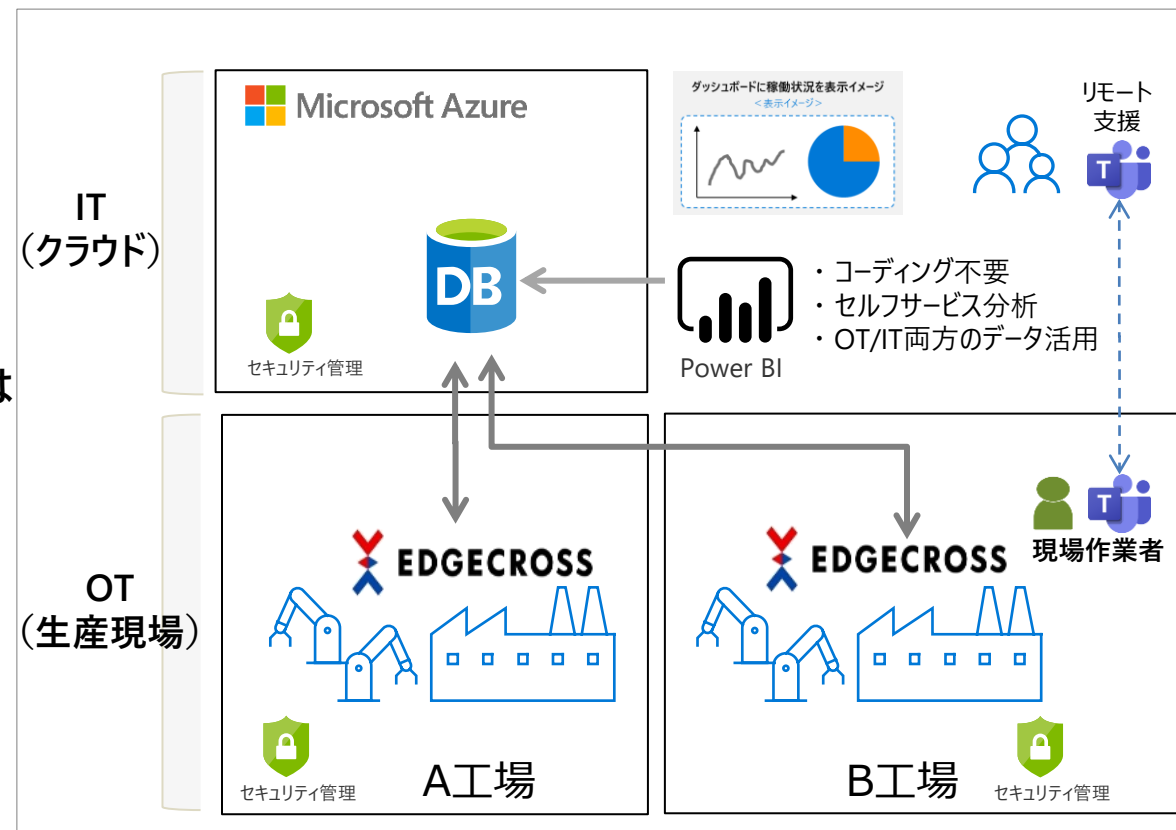 Microsoft Azure
ダッシュボードに稼働状況を表示イメージ
<表示イメージ>
リモート
支援
T
IT
（クラウド）
DB
・コーディング不要
・セルフサービス分析
・OT/IT両方のデータ活用
Power BI
セキュリティ管理
は
EDGECROSS
EDGECROSS
T
現場作業者
OT
（生産現場）
セキュリティ管理
A工場
B工場
セキュリティ管理